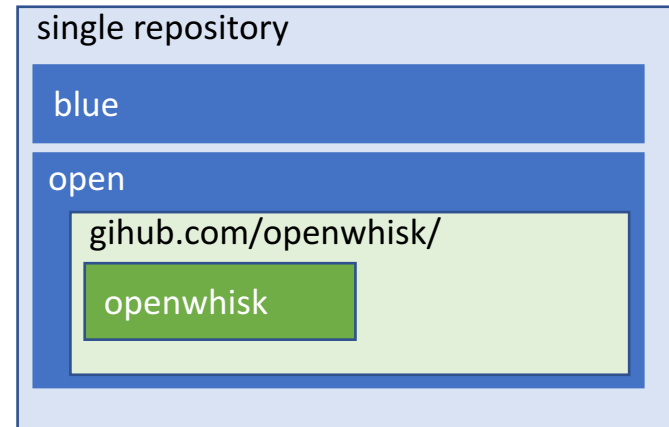 single repository
blue
open
gihub.com/openwhisk/
openwhisk